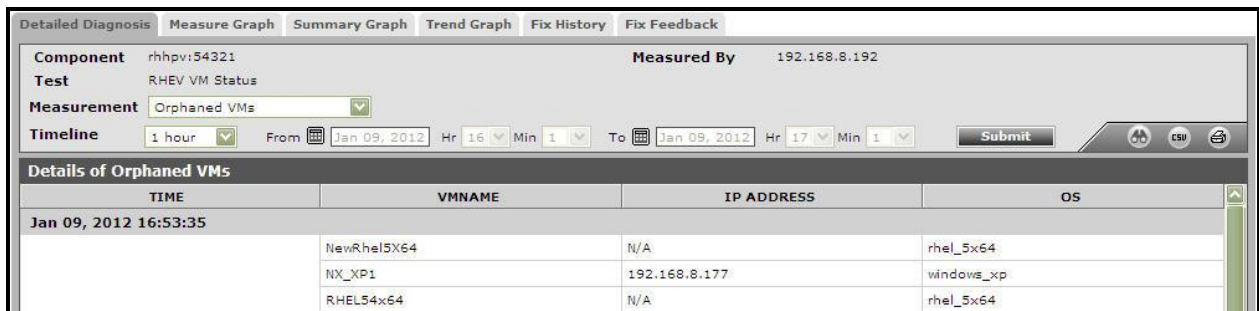 Detailed Diagnosis Measure Graph Summary Graph Trend Graph Fix History Fix Feedback
Component rhhpv:54321 Measured By 192.168.8.192
Test RHEV VM Status
Measurement Orphaned VMs
Timeline 1 hour From Jan 09, 2012 Hr 16 Min 1 To Jan 09, 2012 Hr 17 Min 1 Submit CSV
Details of Orphaned VMs
TIME VMNAME IP ADDRESS OS
Jan 09, 2012 16:53:35
NewRhel5X64 N/A rhel_5x64
NX_XP1 192.168.8.177 windows_xp
RHEL54x64 N/A rhel_5x64